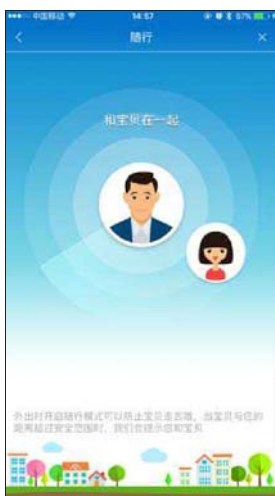 中国移动 14:57 67%
随行
和宝贝在一起
外出时开启随行模式可以防止宝贝走丢哦，当宝贝与您的
距离超过安全范围时，我们会提示您和宝贝